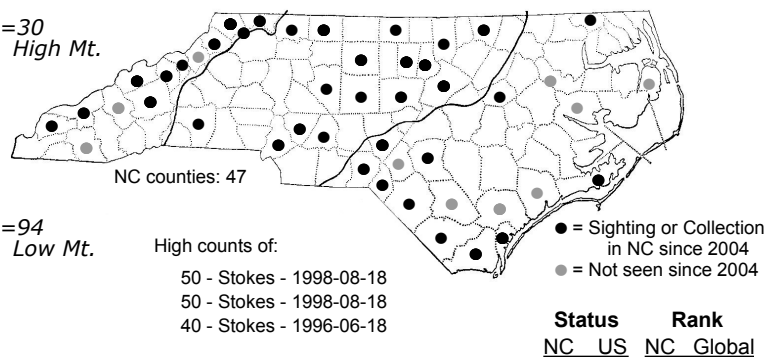 =30
High Mt.
NC counties: 47
=94
Low Mt.
High counts of:
50 - Stokes - 1998-08-18
50 - Stokes - 1998-08-18
40 - Stokes - 1996-06-18
= Sighting or Collection
in NC since 2004
= Not seen since 2004
Status Rank
NC US NC Global